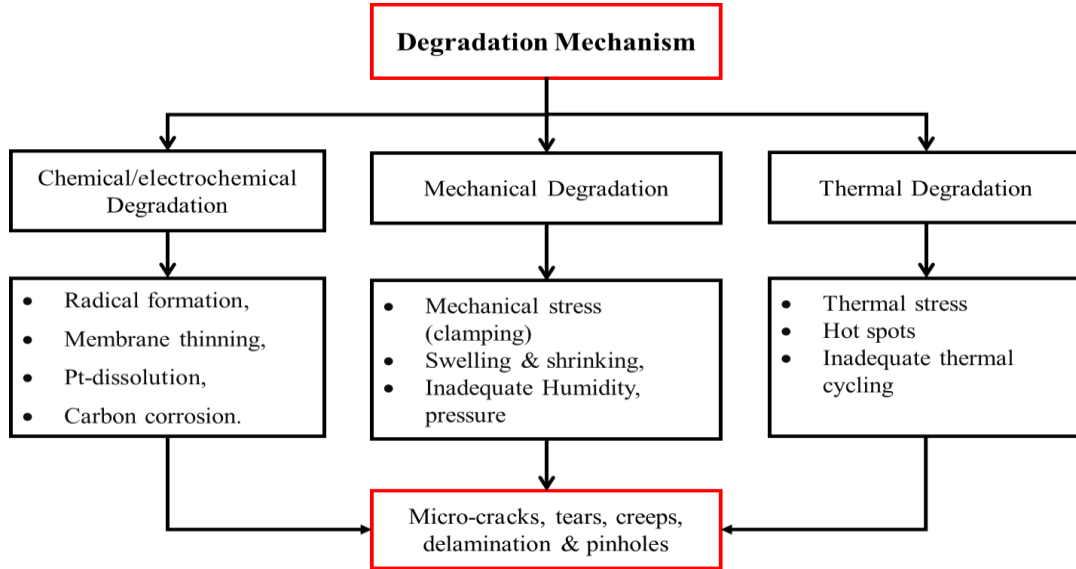 Degradation Mechanism
Chemical/electrochemical
Degradation
Mechanical Degradation
Thermal Degradation
• Radical formation,
• Membrane thinning,
• Pt-dissolution,
• Carbon corrosion.
• Mechanical stress
(clamping)
• Swelling & shrinking,
• Inadequate Humidity,
pressure
• Thermal stress
• Hot spots
• Inadequate thermal
cycling
Micro-cracks, tears, creeps,
delamination & pinholes